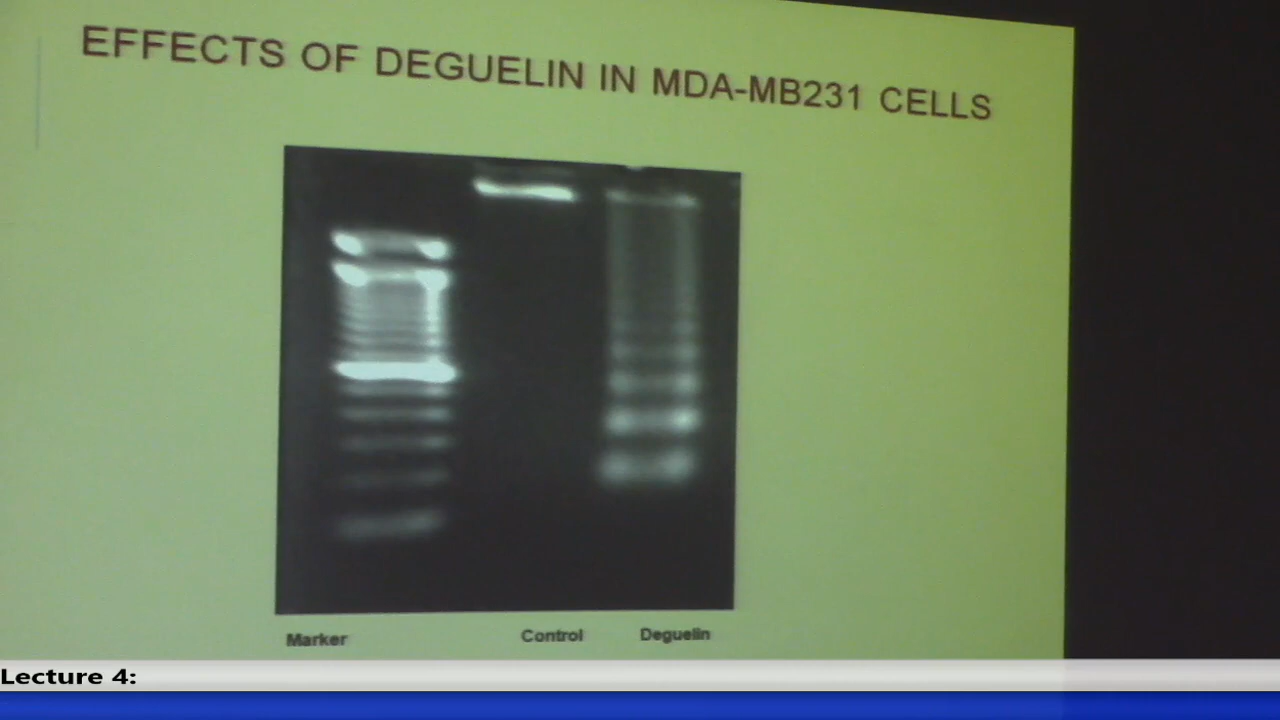 EFFECTS OF DEGUELIN IN MDA-MB231 CELLS
Marker Control Deguelin
Lecture 4: